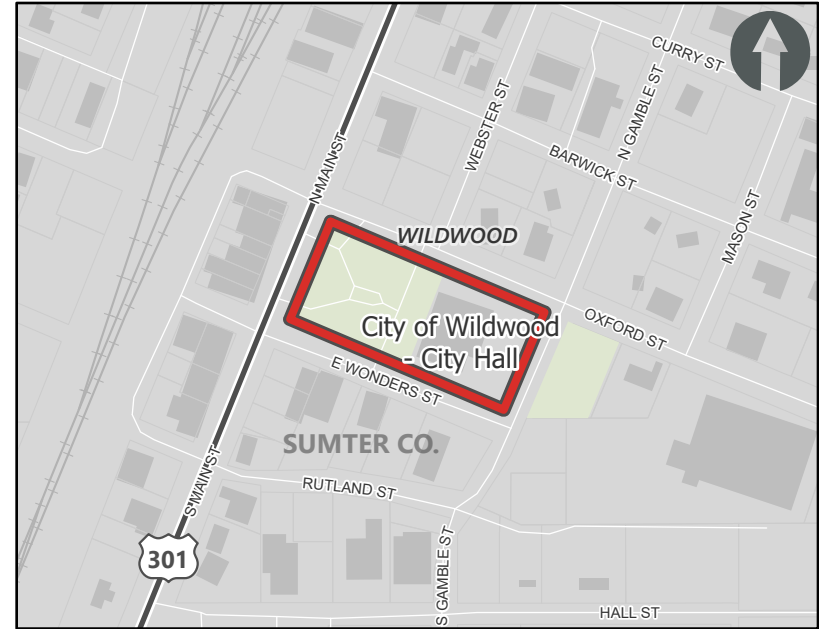 CURRY ST
WEBSTER ST
N GAMBLE ST
BARWICK ST
N MAIN ST
MASON ST
WILDWOOD
OXFORD ST
City of Wildwood
- City Hall
E WONDERS ST
SUMTER CO.
S MAIN ST
RUTLAND ST
301
S GAMBLE ST
HALL ST